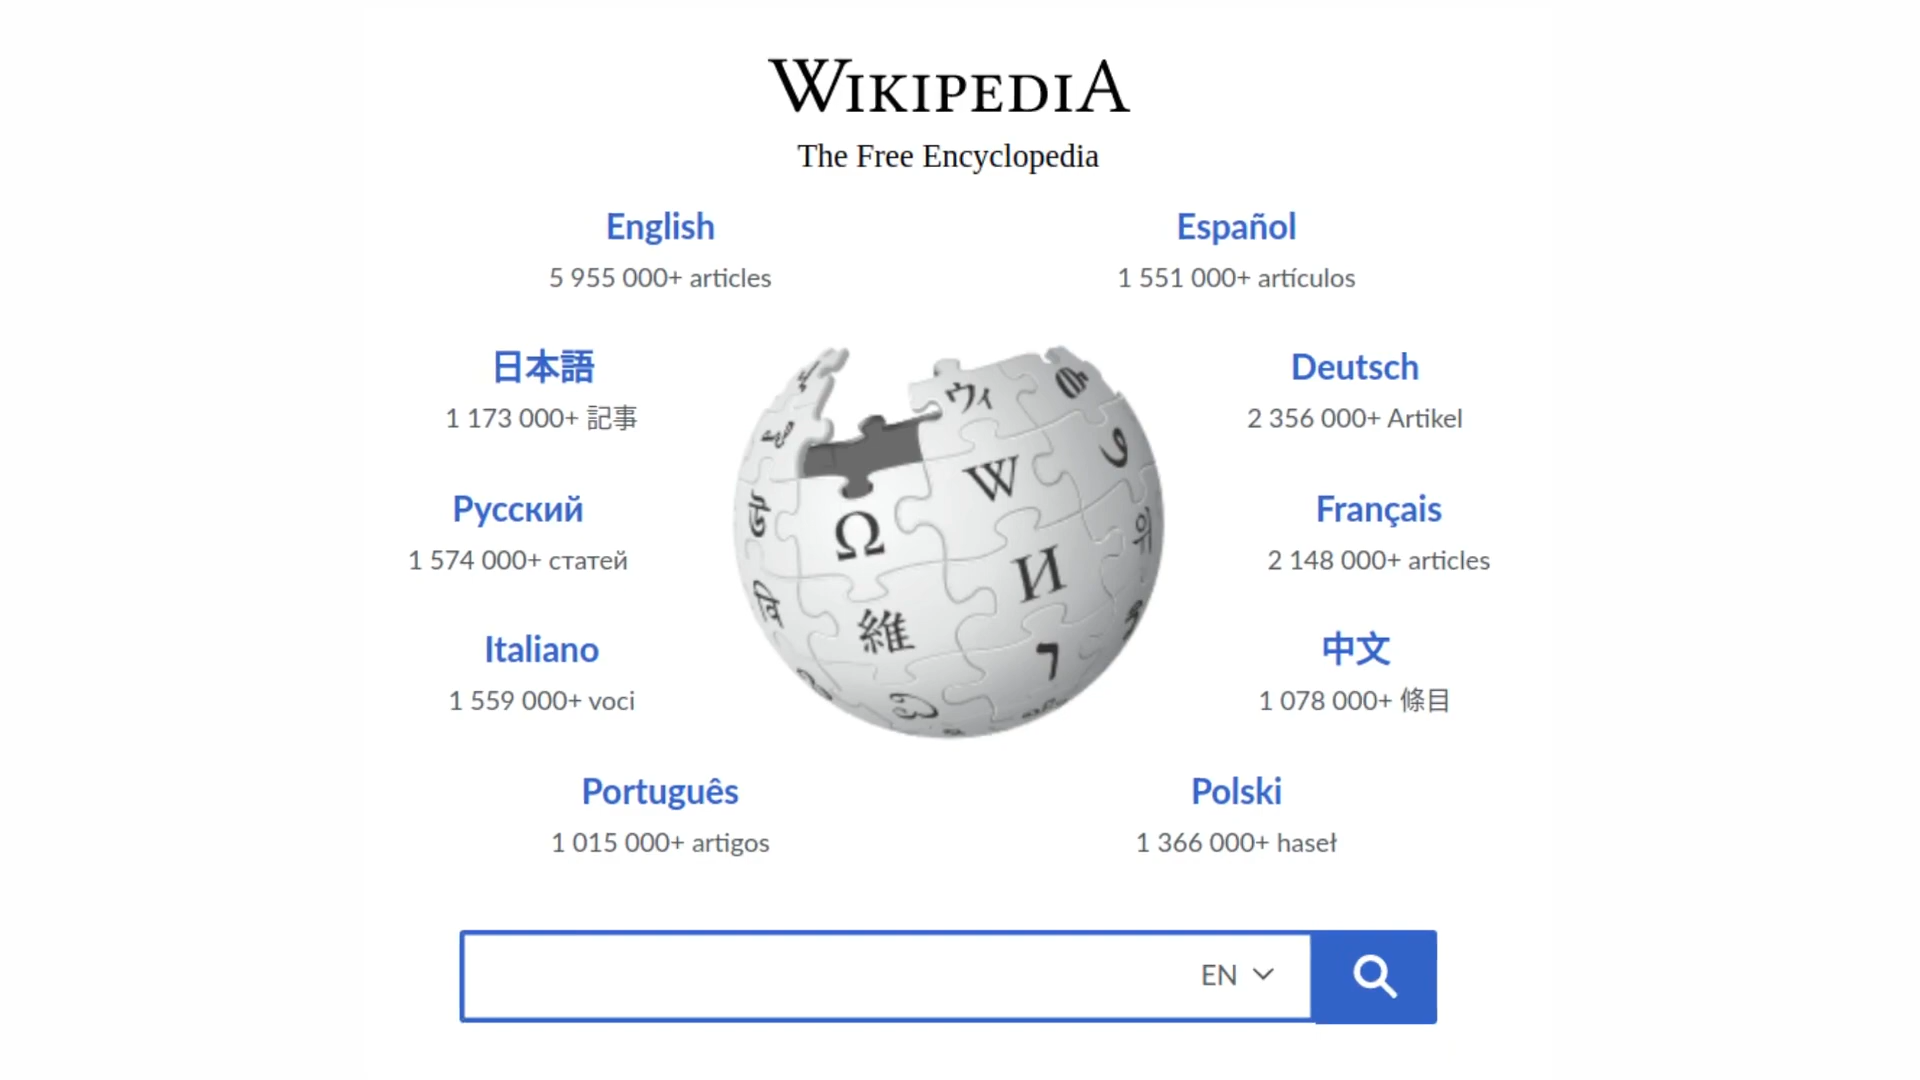 WIKIPEDIA
The Free Encyclopedia
English
5 955 000+ articles
Español
1 551 000+ artículos
日本語
1 173 000+ 記事
Deutsch
2 356 000+ Artikel
Русский
1 574 000+ статей
Français
2 148 000+ articles
Italiano
1 559 000+ voci
中文
1 078 000+ 條目
Português
1 015 000+ artigos
Polski
1 366 000+ haseł
ウィ
W
Ω
И
維
ר
EN